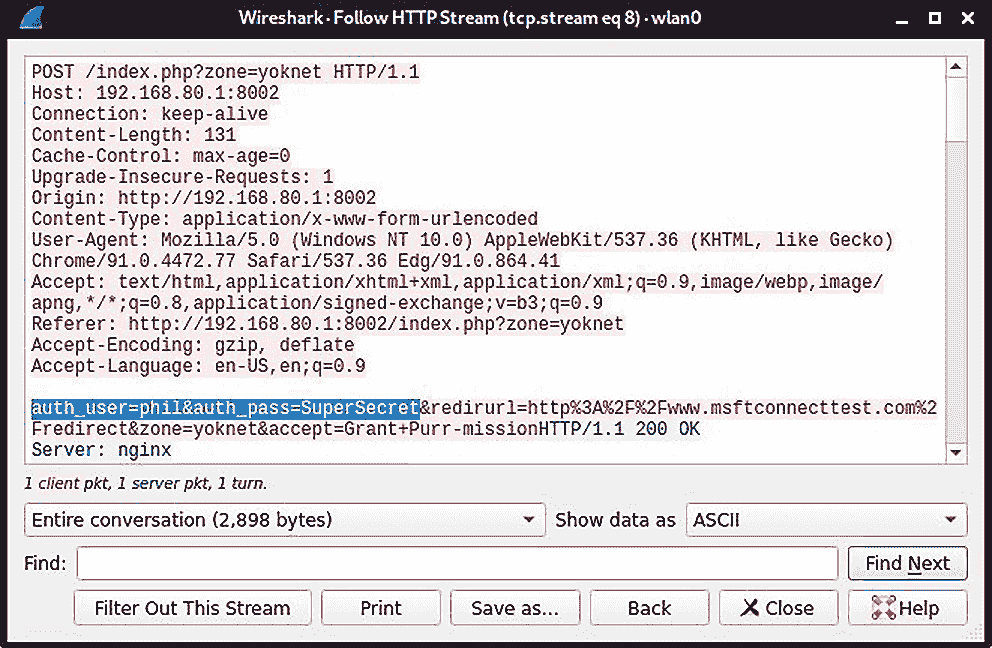 Wireshark · Follow HTTP Stream (tcp.stream eq 8) · wlan0
POST /index.php?zone=yoknet HTTP/1.1
Host: 192.168.80.1:8002
Connection: keep-alive
Content-Length: 131
Cache-Control: max-age=0
Upgrade-Insecure-Requests: 1
Origin: http://192.168.80.1:8002
Content-Type: application/x-www-form-urlencoded
User-Agent: Mozilla/5.0 (Windows NT 10.0) AppleWebKit/537.36 (KHTML, like Gecko)
Chrome/91.0.4472.77 Safari/537.36 Edg/91.0.864.41
Accept: text/html,application/xhtml+xml,application/xml;q=0.9,image/webp,image/
apng,*/*;q=0.8,application/signed-exchange;v=b3;q=0.9
Referer: http://192.168.80.1:8002/index.php?zone=yoknet
Accept-Encoding: gzip, deflate
Accept-Language: en-US,en;q=0.9
auth_user=phil&auth_pass=SuperSecret&redirurl=http%3A%2F%2Fwww.msftconnecttest.com%2
Fredirect&zone=yoknet&accept=Grant+Purr-missionHTTP/1.1 200 OK
Server: nginx
1 client pkt, 1 server pkt, 1 turn.
Entire conversation (2,898 bytes) Show data as ASCII
Find: Find Next
Filter Out This Stream Print Save as... Back Close Help